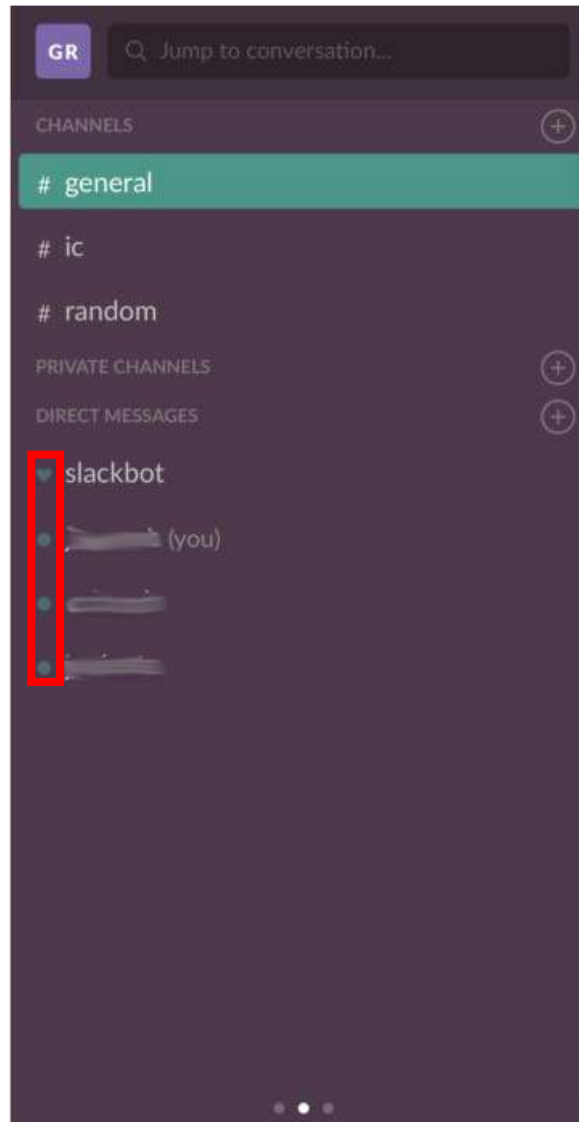 GR
Jump to conversation...
CHANNELS
# general
# ic
# random
PRIVATE CHANNELS
DIRECT MESSAGES
slackbot
(you)